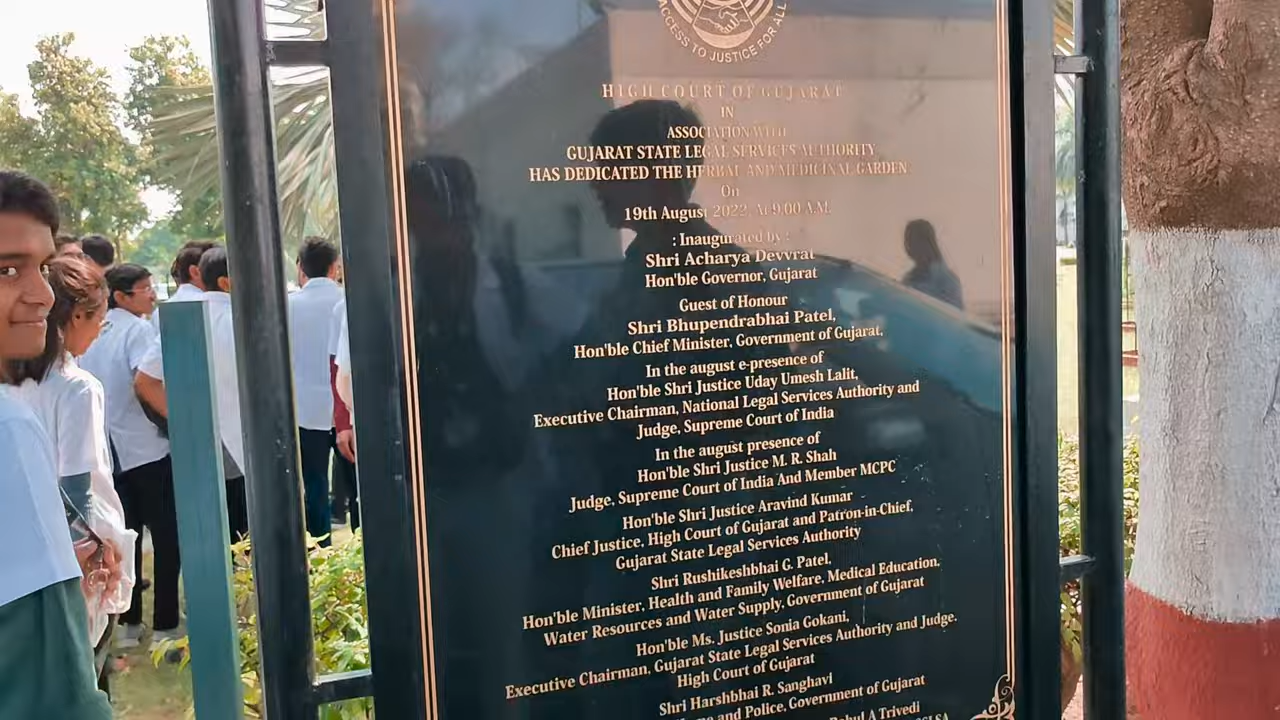 ACCESS TO JUSTICE FOR ALL
HIGH COURT OF GUJARAT
IN
ASSOCIATION WITH
GUJARAT STATE LEGAL SERVICES AUTHORITY
HAS DEDICATED THE HERBAL AND MEDICINAL GARDEN
On
19th August 2022, At 9.00 A.M.
: Inaugurated by :
Shri Acharya Devvrat
Hon'ble Governor, Gujarat
Guest of Honour
Shri Bhupendrabhai Patel,
Hon'ble Chief Minister, Government of Gujarat,
In the august e-presence of
Hon'ble Shri Justice Uday Umesh Lalit,
Executive Chairman, National Legal Services Authority and
Judge, Supreme Court of India
In the august presence of
Hon'ble Shri Justice M. R. Shah
Judge, Supreme Court of India And Member MCPC
Hon'ble Shri Justice Aravind Kumar
Chief Justice, High Court of Gujarat and Patron-in-Chief,
Gujarat State Legal Services Authority
Shri Rushikeshbhai G. Patel,
Hon'ble Minister, Health and Family Welfare, Medical Education,
Water Resources and Water Supply, Government of Gujarat
Hon'ble Ms. Justice Sonia Gokani,
Executive Chairman, Gujarat State Legal Services Authority and Judge.
High Court of Gujarat
Shri Harshbhai R. Sanghavi
and Police, Government of Gujarat
A Trivedi